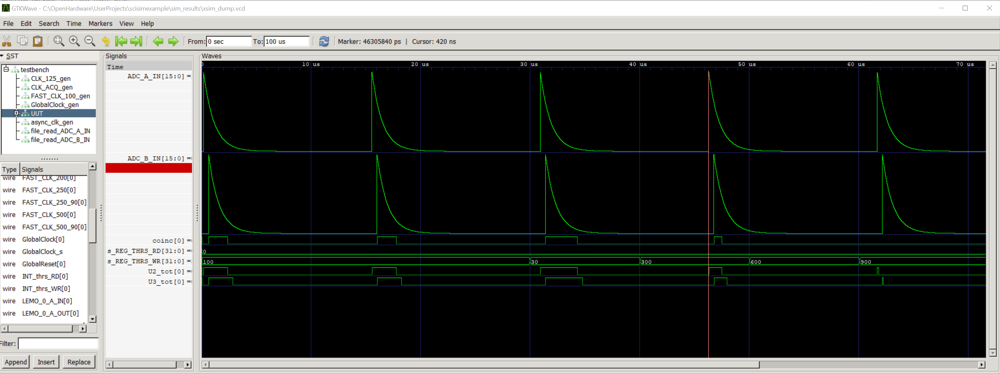 GTKWave - C:\OpenHardware\UserProjects\scisimexample\sim_results\xsim_dump.vcd
File Edit Search Time Markers View Help
From: 0 sec To: 100 us Marker: 46305840 ps | Cursor: 420 ns
SST
testbench
CLK_125_gen
CLK_ACQ_gen
FAST_CLK_100_gen
GlobalClock_gen
UUT
async_clk_gen
file_read_ADC_A_IN
file_read_ADC_B_IN
Type Signals
wire FAST_CLK_200[0]
wire FAST_CLK_250[0]
wire FAST_CLK_250_90[0]
wire FAST_CLK_500[0]
wire FAST_CLK_500_90[0]
wire GlobalClock[0]
wire GlobalClock_s
wire GlobalReset[0]
wire INT_thrs_RD[0]
wire INT_thrs_WR[0]
wire LEMO_0_A_IN[0]
wire LEMO_0_A_OUT[0]
Filter:
Append Insert Replace
Signals
Time
ADC_A_IN[15:0] =
ADC_B_IN[15:0] =
coinc[0] =
s_REG_THRS_RD[31:0] =
s_REG_THRS_WR[31:0] =
U2_tot[0] =
U3_tot[0] =
Waves
0 10 us 20 us 30 us 40 us 50 us 60 us 70 us
0
100 30 300 600 900